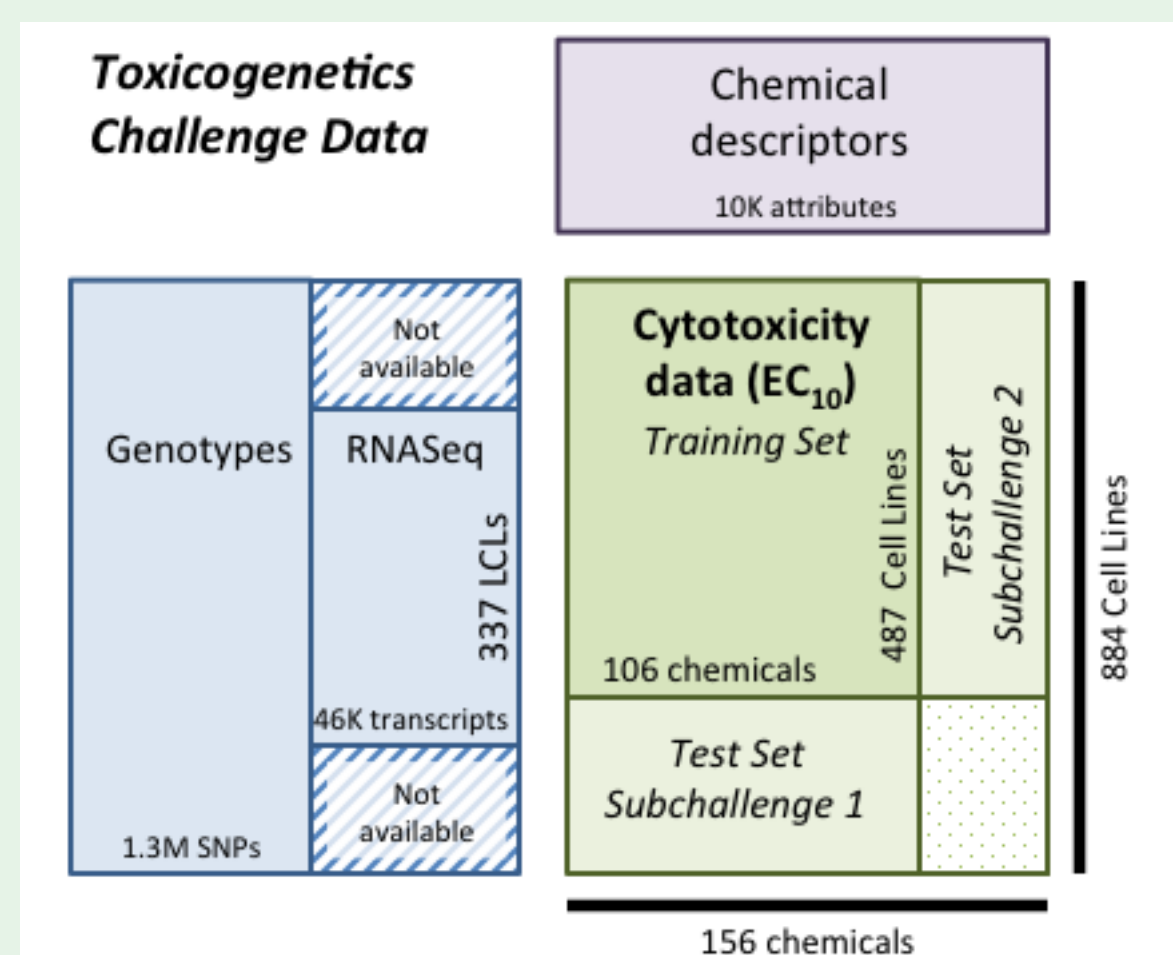 Toxicogenetics
Challenge Data
Chemical
descriptors
10K attributes
Genotypes
1.3M SNPs
Not
available
RNASeq
337 LCLs
46K transcripts
Not
available
Cytotoxicity
data (EC10)
Training Set
487 Cell Lines
106 chemicals
Test Set
Subchallenge 2
Test Set
Subchallenge 1
884 Cell Lines
156 chemicals